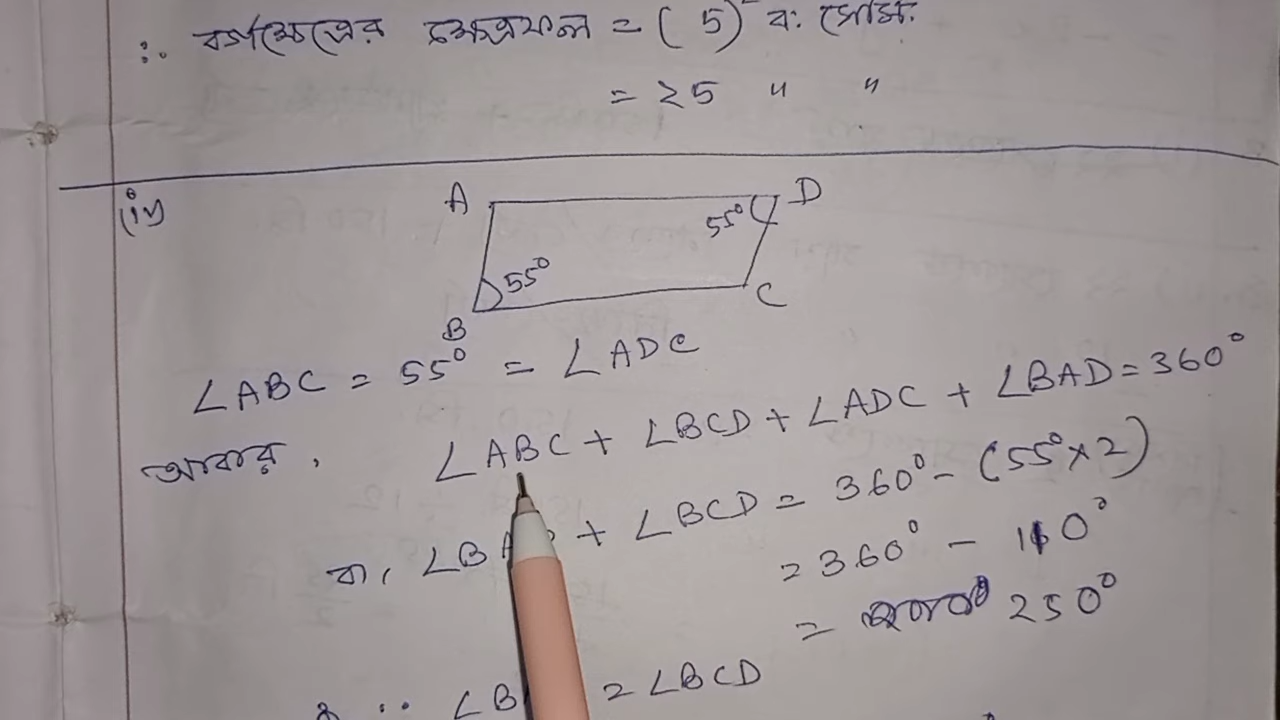 ∴ বর্গক্ষেত্রের ক্ষেত্রফল = (5)² ব: সেমি.
= 25 " "
(iv)
A D
55° 55°
B C
∠ABC = 55° = ∠ADC
আবার, ∠ABC + ∠BCD + ∠ADC + ∠BAD = 360°
বা, ∠BAD + ∠BCD = 360° - (55° × 2)
= 360° - 110°
= 250°
∴ ∠B = ∠BCD